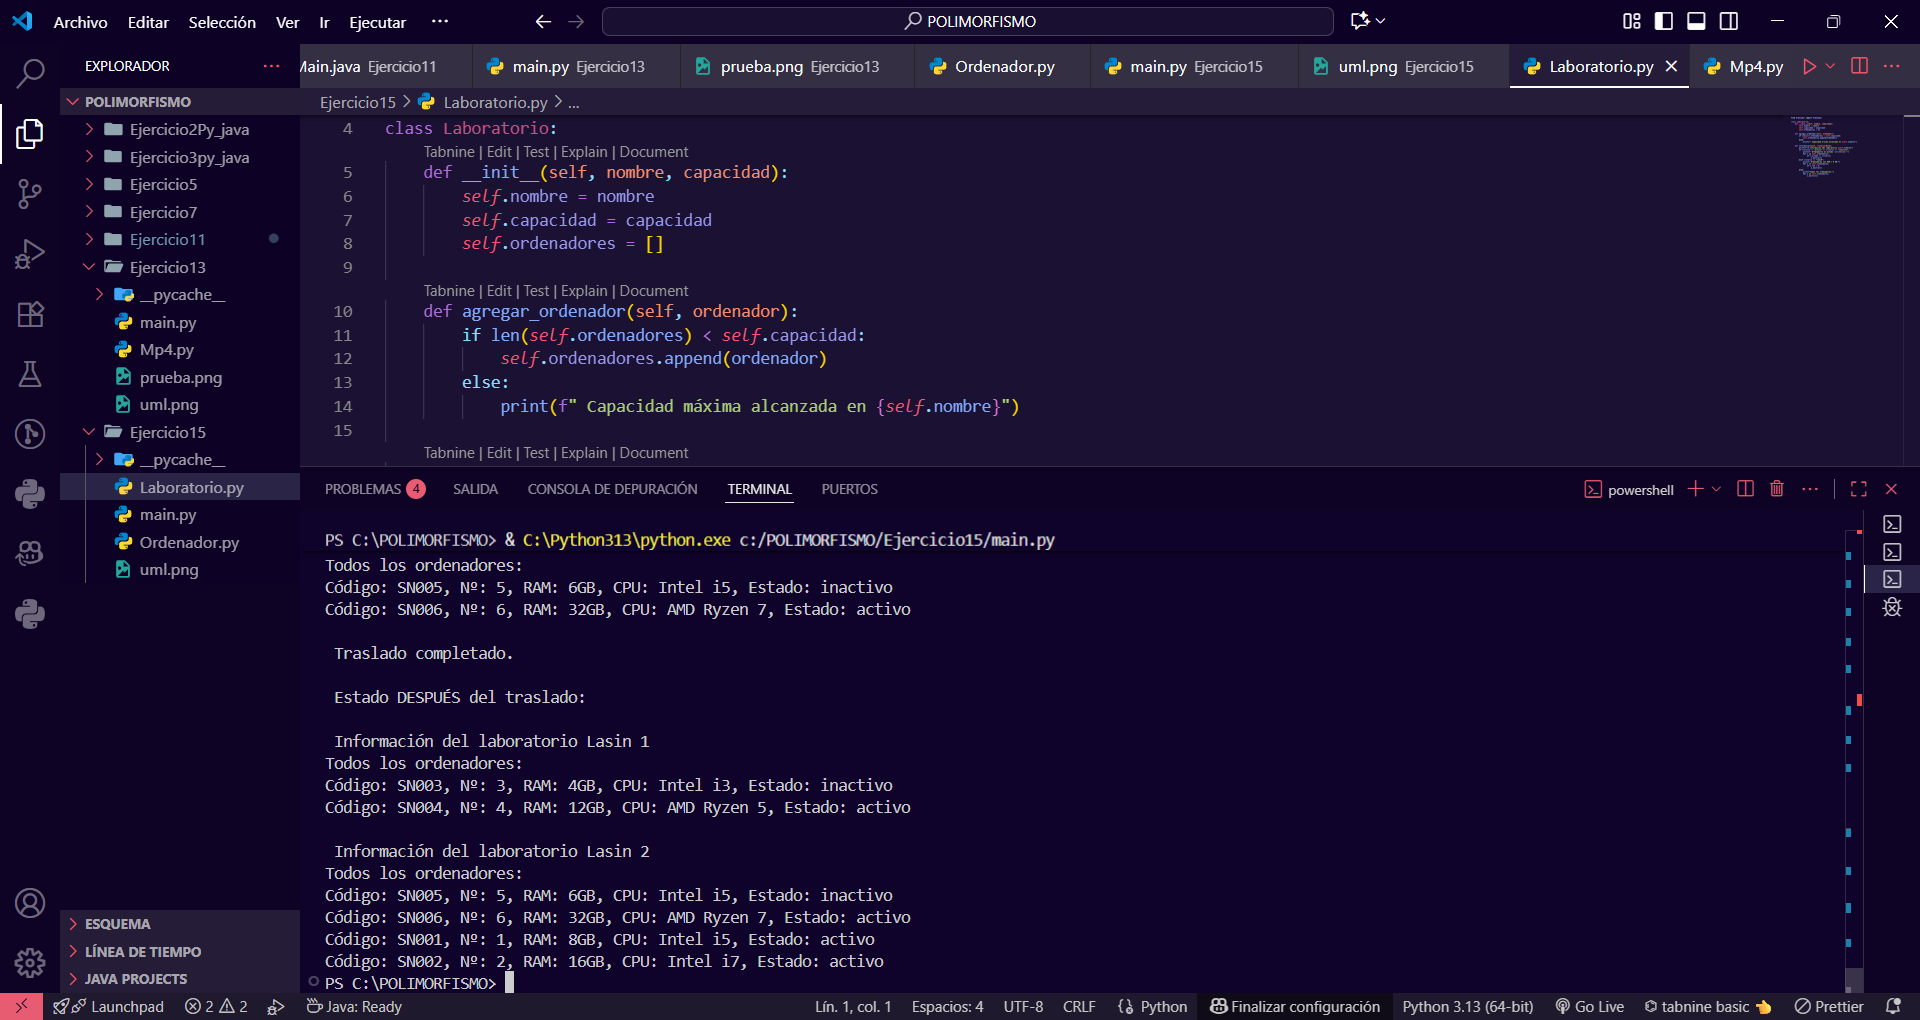 Archivo Editar Selección Ver Ir Ejecutar ···
POLIMORFISMO
EXPLORADOR
POLIMORFISMO
Ejercicio2Py_java
Ejercicio3py_java
Ejercicio5
Ejercicio7
Ejercicio11
Ejercicio13
__pycache__
main.py
Mp4.py
prueba.png
uml.png
Ejercicio15
__pycache__
Laboratorio.py
main.py
Ordenador.py
uml.png
ESQUEMA
LÍNEA DE TIEMPO
JAVA PROJECTS
Main.java Ejercicio11 main.py Ejercicio13 prueba.png Ejercicio13 Ordenador.py main.py Ejercicio15 uml.png Ejercicio15 Laboratorio.py Mp4.py
Ejercicio15 > Laboratorio.py > ...
4 class Laboratorio:
Tabnine | Edit | Test | Explain | Document
5 def __init__(self, nombre, capacidad):
6 self.nombre = nombre
7 self.capacidad = capacidad
8 self.ordenadores = []
9
Tabnine | Edit | Test | Explain | Document
10 def agregar_ordenador(self, ordenador):
11 if len(self.ordenadores) < self.capacidad:
12 self.ordenadores.append(ordenador)
13 else:
14 print(f" Capacidad máxima alcanzada en {self.nombre}")
15
Tabnine | Edit | Test | Explain | Document
PROBLEMAS 4 SALIDA CONSOLA DE DEPURACIÓN TERMINAL PUERTOS
powershell
PS C:\POLIMORFISMO> & C:\Python313\python.exe c:/POLIMORFISMO/Ejercicio15/main.py
Todos los ordenadores:
Código: SN005, Nº: 5, RAM: 6GB, CPU: Intel i5, Estado: inactivo
Código: SN006, Nº: 6, RAM: 32GB, CPU: AMD Ryzen 7, Estado: activo
Traslado completado.
Estado DESPUÉS del traslado:
Información del laboratorio Lasin 1
Todos los ordenadores:
Código: SN003, Nº: 3, RAM: 4GB, CPU: Intel i3, Estado: inactivo
Código: SN004, Nº: 4, RAM: 12GB, CPU: AMD Ryzen 5, Estado: activo
Información del laboratorio Lasin 2
Todos los ordenadores:
Código: SN005, Nº: 5, RAM: 6GB, CPU: Intel i5, Estado: inactivo
Código: SN006, Nº: 6, RAM: 32GB, CPU: AMD Ryzen 7, Estado: activo
Código: SN001, Nº: 1, RAM: 8GB, CPU: Intel i5, Estado: activo
Código: SN002, Nº: 2, RAM: 16GB, CPU: Intel i7, Estado: activo
PS C:\POLIMORFISMO>
Launchpad 2 2 Java: Ready Lín. 1, col. 1 Espacios: 4 UTF-8 CRLF {} Python Finalizar configuración Python 3.13 (64-bit) Go Live tabnine basic Prettier